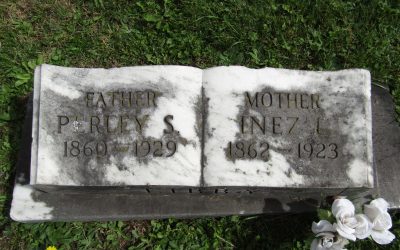 FATHER
PERLEY S.
1860 – 1929
MOTHER
INEZ L.
1862 – 1923